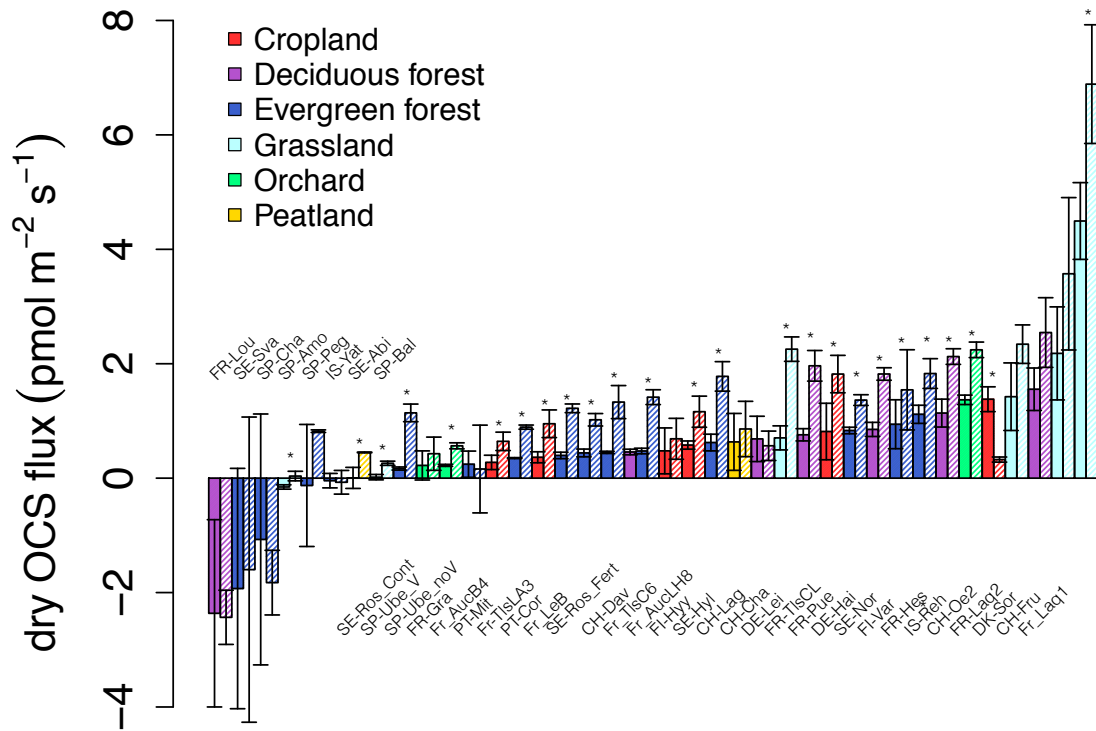 dry OCS flux (pmol m−2 s−1)
8
6
4
2
0
−2
−4
Cropland
Deciduous forest
Evergreen forest
Grassland
Orchard
Peatland
FR-Lou
SE-Sva
SP-Cha
SP-Amo
SP-Peg
IS-Yat
SE-Abi
SP-Bal
SE-Ros_Cont
SP-Ube_V
SP-Ube_noV
FR-Gra
Fr_AucB4
PT-Mit
Fr-TlsLA3
PT-Cor
Fr_LeB
SE-Ros_Fert
CH-Dav
Fr_TlsC6
Fr_AucLH8
FI-Hyy
SE-Hyl
CH-Lag
CH-Cha
DE-Lei
FR-TlsCL
FR-Pue
DE-Hai
SE-Nor
FI-Var
FR-Hes
IS-Reh
CH-Oe2
FR-Laq2
DK-Sor
CH-Fru
Fr_Laq1